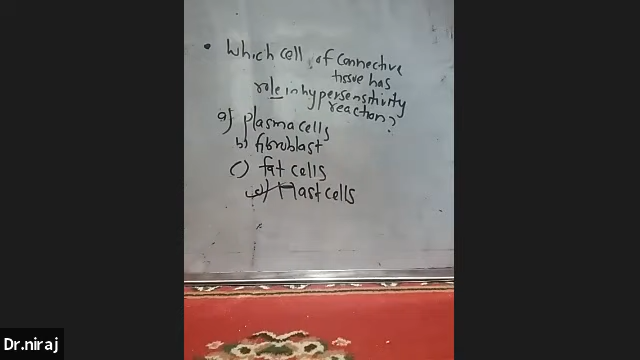 • Which cell of connective
tissue has
role in hypersensitivity
reaction?
a) plasma cells
b) fibroblast
c) fat cells
d) Mast cells
Dr.niraj